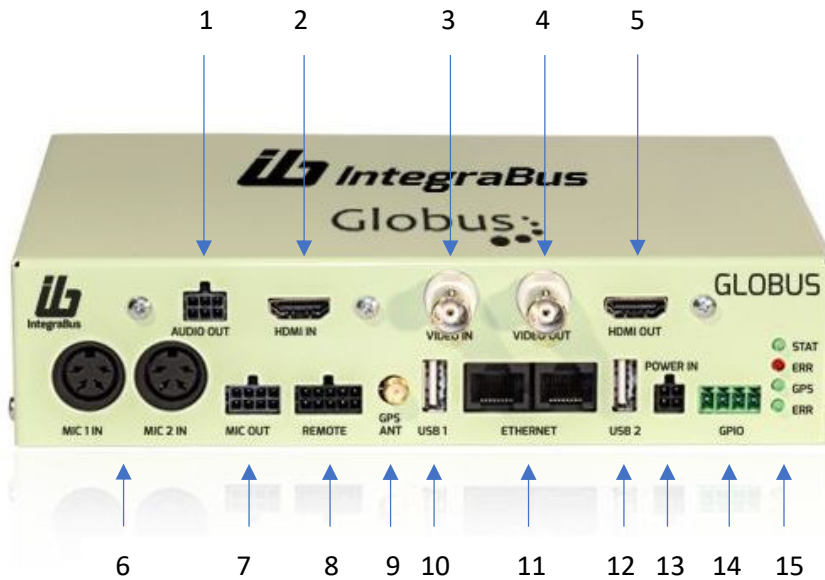 1 2 3 4 5
ib IntegraBus
Globus
ib
IntegraBus
GLOBUS
AUDIO OUT HDMI IN VIDEO IN VIDEO OUT HDMI OUT
STAT
POWER IN ERR
GPS
ERR
MIC 1 IN MIC 2 IN MIC OUT REMOTE GPS ANT USB 1 ETHERNET USB 2 GPIO
6 7 8 9 10 11 12 13 14 15